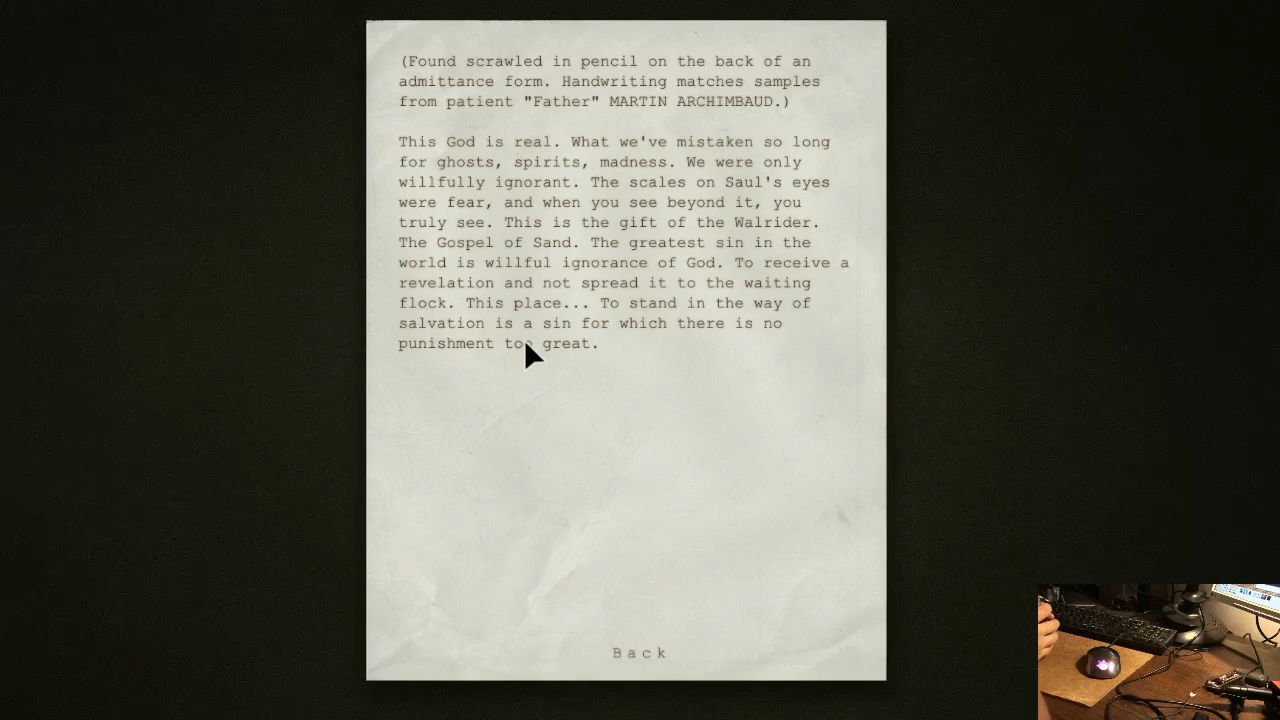 (Found scrawled in pencil on the back of an
admittance form. Handwriting matches samples
from patient "Father" MARTIN ARCHIMBAUD.)
This God is real. What we've mistaken so long
for ghosts, spirits, madness. We were only
willfully ignorant. The scales on Saul's eyes
were fear, and when you see beyond it, you
truly see. This is the gift of the Walrider.
The Gospel of Sand. The greatest sin in the
world is willful ignorance of God. To receive a
revelation and not spread it to the waiting
flock. This place... To stand in the way of
salvation is a sin for which there is no
punishment too great.
Back